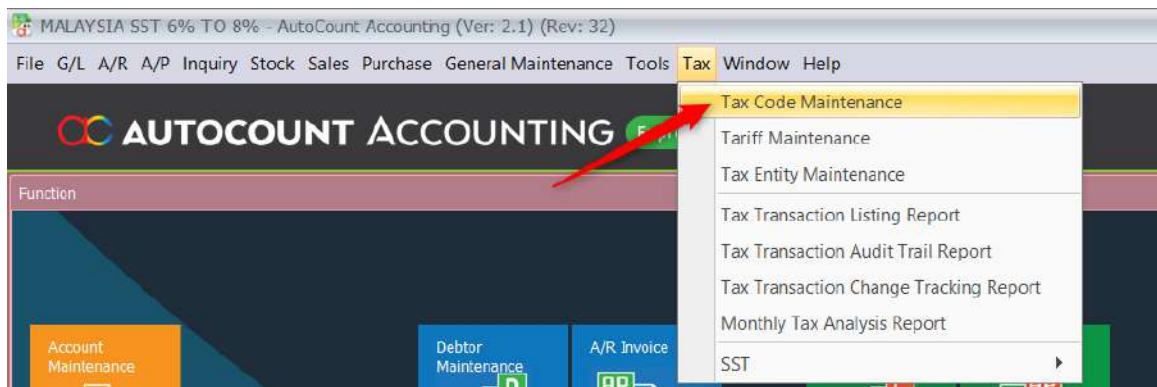 MALAYSIA SST 6% TO 8% - AutoCount Accounting (Ver: 2.1) (Rev: 32)
File G/L A/R A/P Inquiry Stock Sales Purchase General Maintenance Tools Tax Window Help
AUTOCOUNT ACCOUNTING
Tax Code Maintenance
Tariff Maintenance
Tax Entity Maintenance
Tax Transaction Listing Report
Tax Transaction Audit Trail Report
Tax Transaction Change Tracking Report
Monthly Tax Analysis Report
SST
Function
Account
Maintenance
Debtor
Maintenance
A/R Invoice